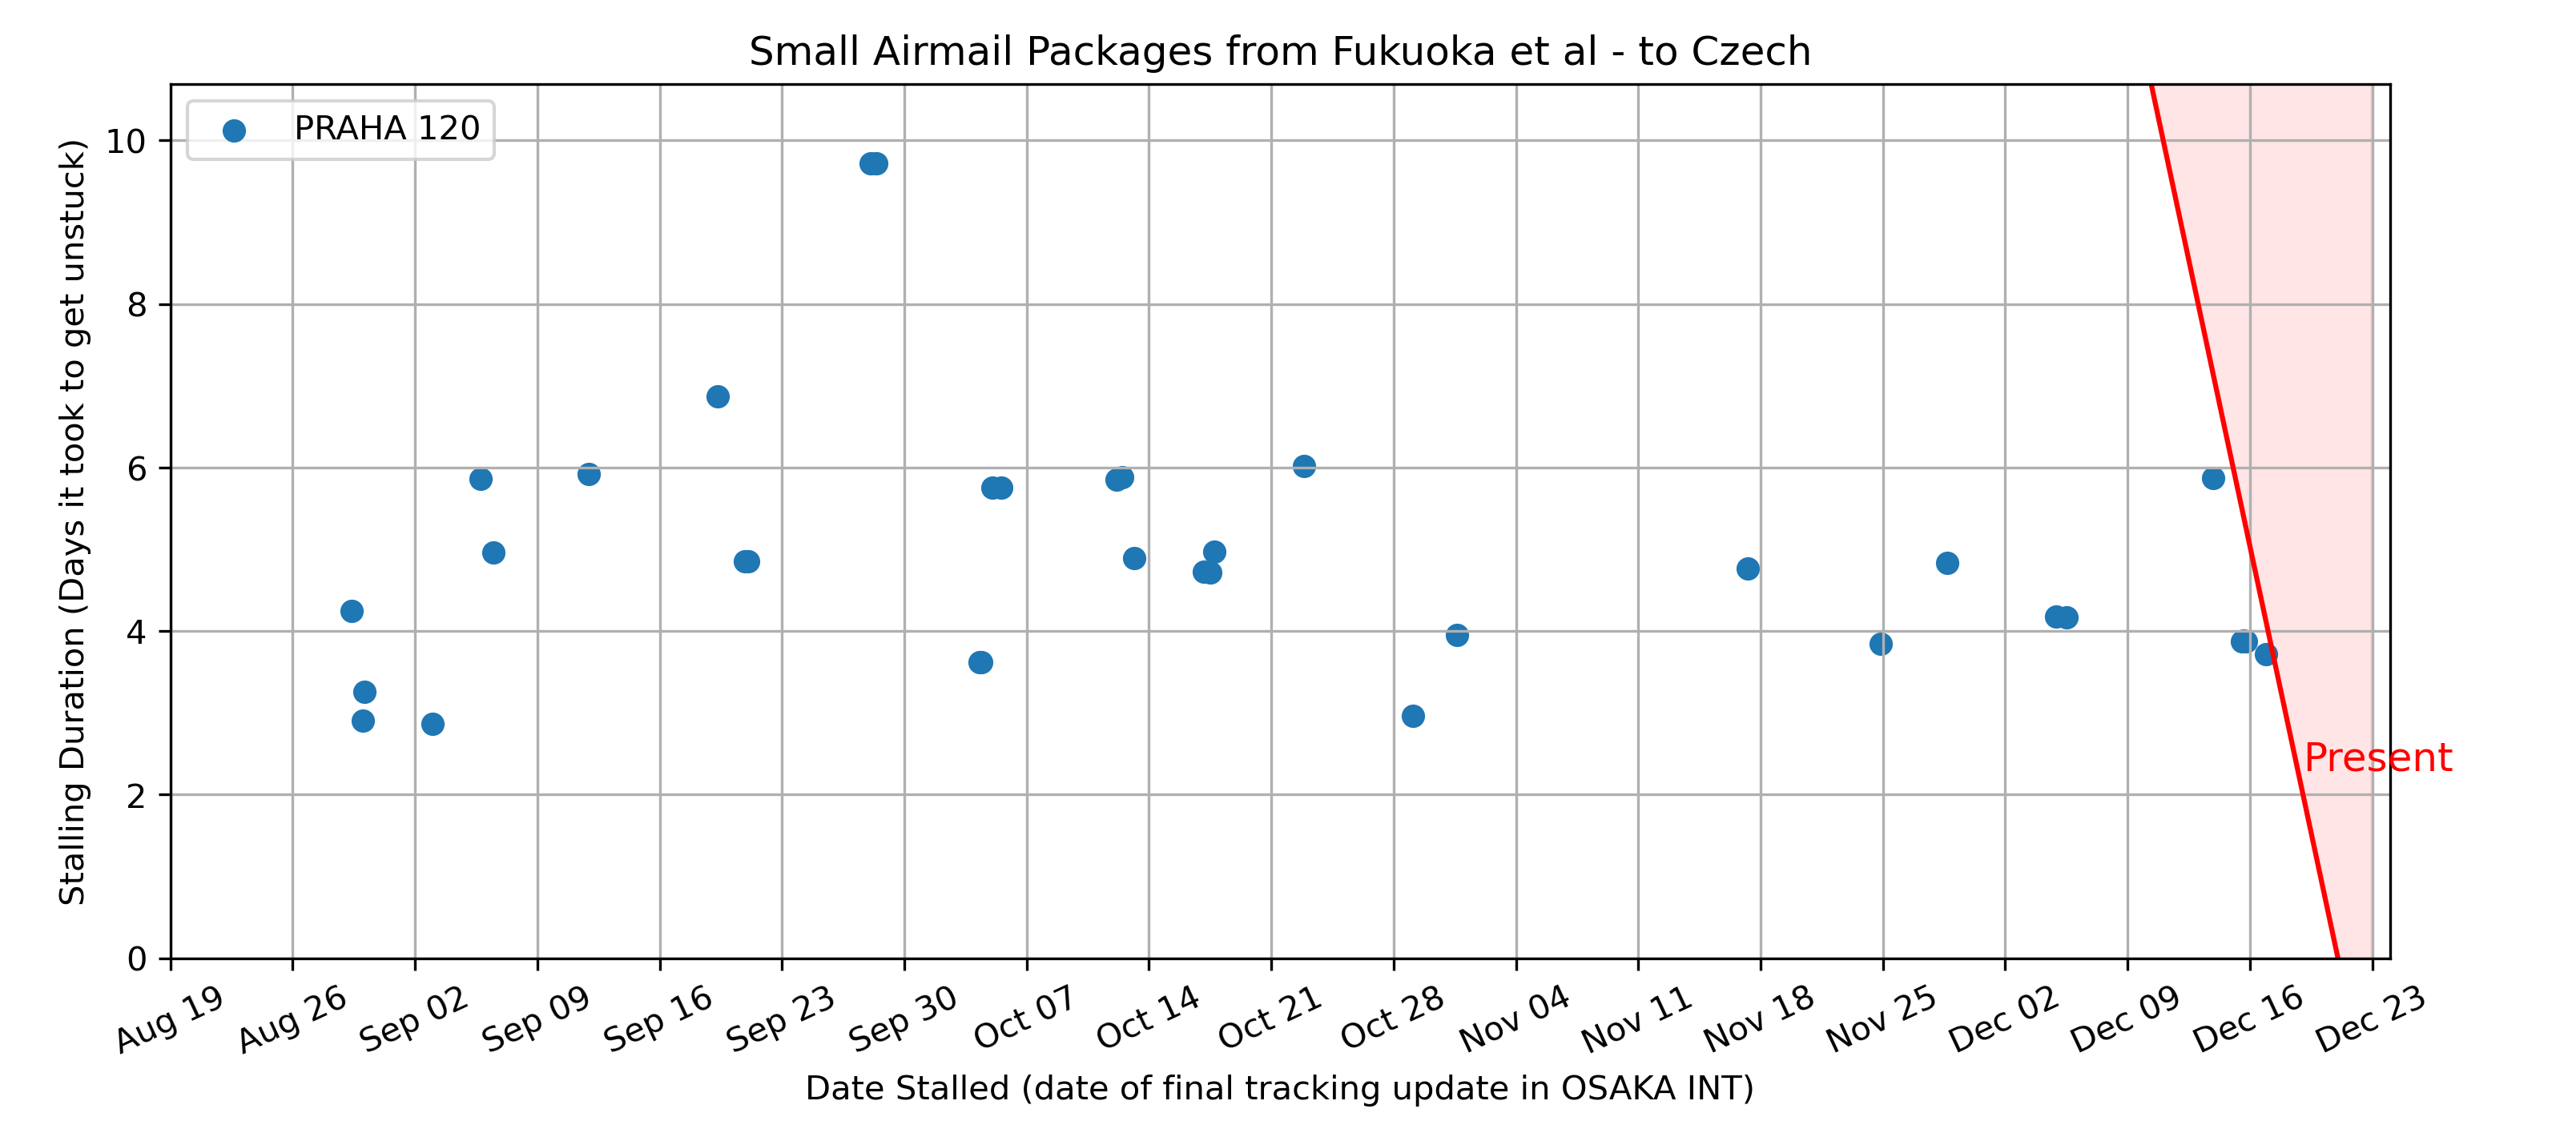 Small Airmail Packages from Fukuoka et al - to Czech
PRAHA 120
Stalling Duration (Days it took to get unstuck)
10
8
6
4
2
0
Present
Aug 19
Aug 26
Sep 02
Sep 09
Sep 16
Sep 23
Sep 30
Oct 07
Oct 14
Oct 21
Oct 28
Nov 04
Nov 11
Nov 18
Nov 25
Dec 02
Dec 09
Dec 16
Dec 23
Date Stalled (date of final tracking update in OSAKA INT)